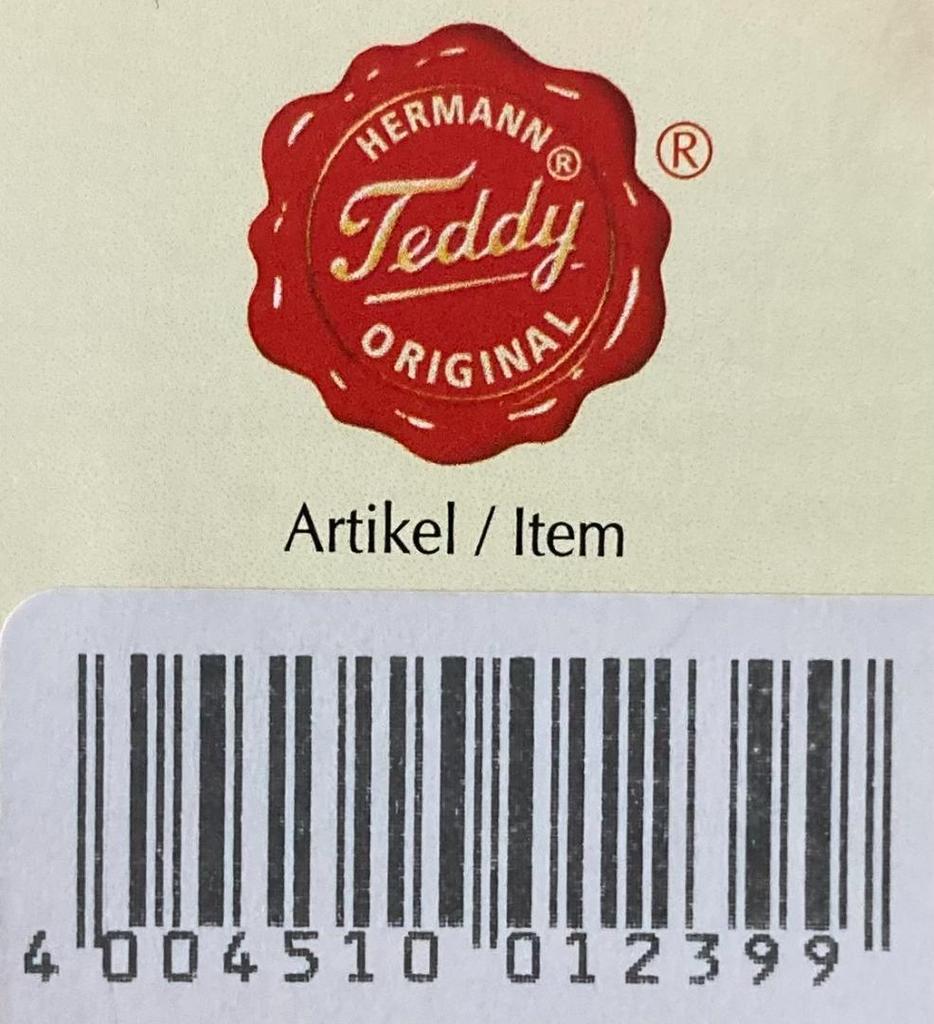 HERMANN®
Teddy
ORIGINAL
®
Artikel / Item
4 004510 012399